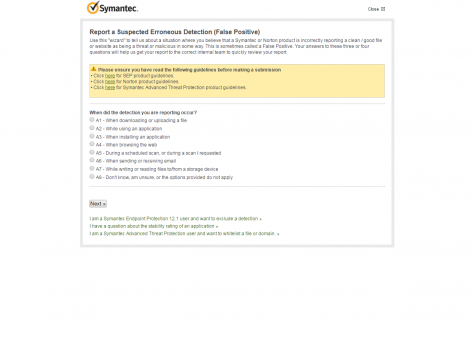 Symantec.
Close
Report a Suspected Erroneous Detection (False Positive)
Use this "wizard" to tell us about a situation where you believe that a Symantec or Norton product is incorrectly reporting a clean / good file
or website as being a threat or malicious in some way. This is sometimes called a False Positive. Your answers to these three or four
questions will help us get your report to the correct internal team to quickly review your report.
Please ensure you have read the following guidelines before making a submission
• Click here for SEP product guidelines.
• Click here for Norton product guidelines.
• Click here for Symantec Advanced Threat Protection product guidelines.
When did the detection you are reporting occur?
A1 - When downloading or uploading a file
A2 - While using an application
A3 - When installing an application
A4 - When browsing the web
A5 - During a scheduled scan, or during a scan I requested
A6 - When sending or receiving email
A7 - While writing or reading files to/from a storage device
A8 - Don't know, am unsure, or the options provided do not apply
Next »
I am a Symantec Endpoint Protection 12.1 user and want to exclude a detection »
I have a question about the stability rating of an application »
I am a Symantec Advanced Threat Protection user and want to whitelist a file or domain. »